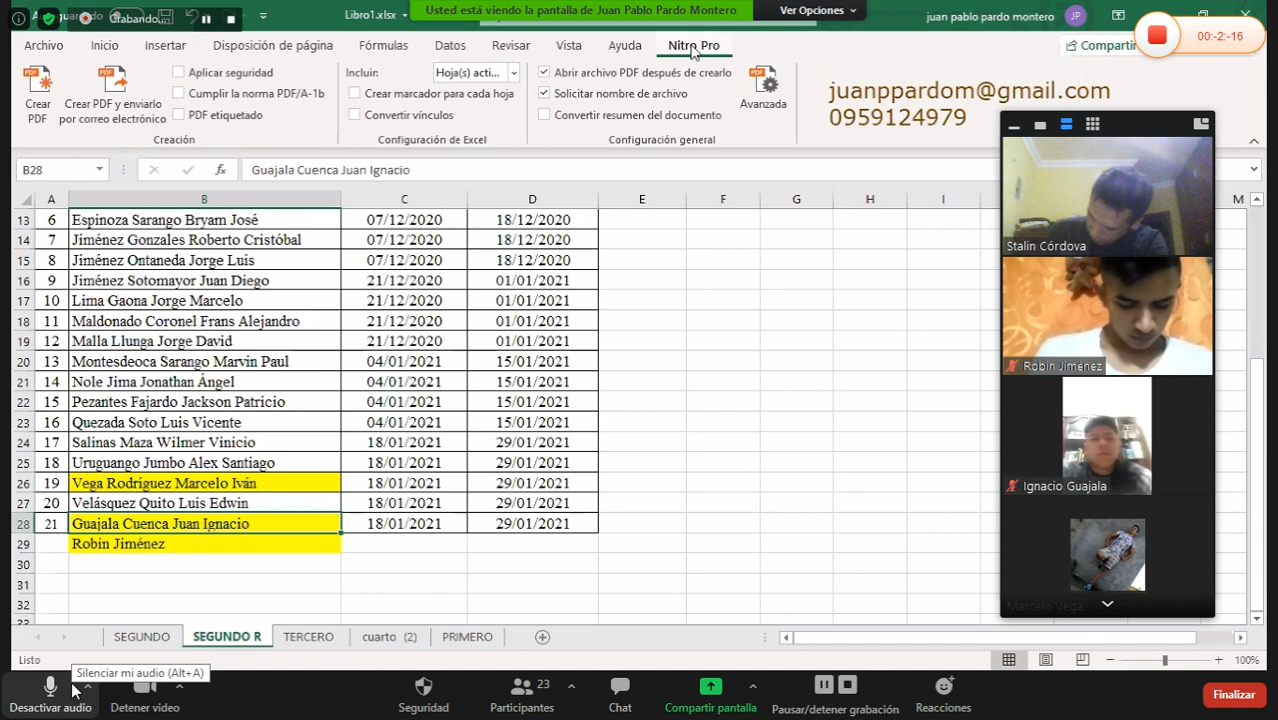 Grabando...
Libro1.xlsx
Usted está viendo la pantalla de Juan Pablo Pardo Montero
Ver Opciones
juan pablo pardo montero
JP
00:-2:-16
Archivo Inicio Insertar Disposición de página Fórmulas Datos Revisar Vista Ayuda Nitro Pro
Compartir
Crear PDF
Crear PDF y enviarlo por correo electrónico
Aplicar seguridad
Cumplir la norma PDF/A-1b
PDF etiquetado
Creación
Incluir: Hoja(s) acti...
Crear marcador para cada hoja
Convertir vínculos
Configuración de Excel
Abrir archivo PDF después de crearlo
Solicitar nombre de archivo
Convertir resumen del documento
Configuración general
Avanzada
juanppardom@gmail.com
0959124979
B28
fx
Guajala Cuenca Juan Ignacio
A B C D E F G H I M
13 6 Espinoza Sarango Bryam José 07/12/2020 18/12/2020
14 7 Jiménez Gonzales Roberto Cristóbal 07/12/2020 18/12/2020
15 8 Jiménez Ontaneda Jorge Luis 07/12/2020 18/12/2020
16 9 Jiménez Sotomayor Juan Diego 21/12/2020 01/01/2021
17 10 Lima Gaona Jorge Marcelo 21/12/2020 01/01/2021
18 11 Maldonado Coronel Frans Alejandro 21/12/2020 01/01/2021
19 12 Malla Llunga Jorge David 21/12/2020 01/01/2021
20 13 Montesdeoca Sarango Marvin Paul 04/01/2021 15/01/2021
21 14 Nole Jima Jonathan Ángel 04/01/2021 15/01/2021
22 15 Pezantes Fajardo Jackson Patricio 04/01/2021 15/01/2021
23 16 Quezada Soto Luis Vicente 04/01/2021 15/01/2021
24 17 Salinas Maza Wilmer Vinicio 18/01/2021 29/01/2021
25 18 Uruguango Jumbo Alex Santiago 18/01/2021 29/01/2021
26 19 Vega Rodríguez Marcelo Iván 18/01/2021 29/01/2021
27 20 Velásquez Quito Luis Edwin 18/01/2021 29/01/2021
28 21 Guajala Cuenca Juan Ignacio 18/01/2021 29/01/2021
29 Robin Jiménez
30
31
32
Stalin Córdova
Robin Jiménez
Ignacio Guajala
Marcelo Vega
SEGUNDO SEGUNDO R TERCERO cuarto (2) PRIMERO
Listo
100%
Silenciar mi audio (Alt+A)
Desactivar audio
Detener video
Seguridad
Participantes
23
Chat
Compartir pantalla
Pausar/detener grabación
Reacciones
Finalizar